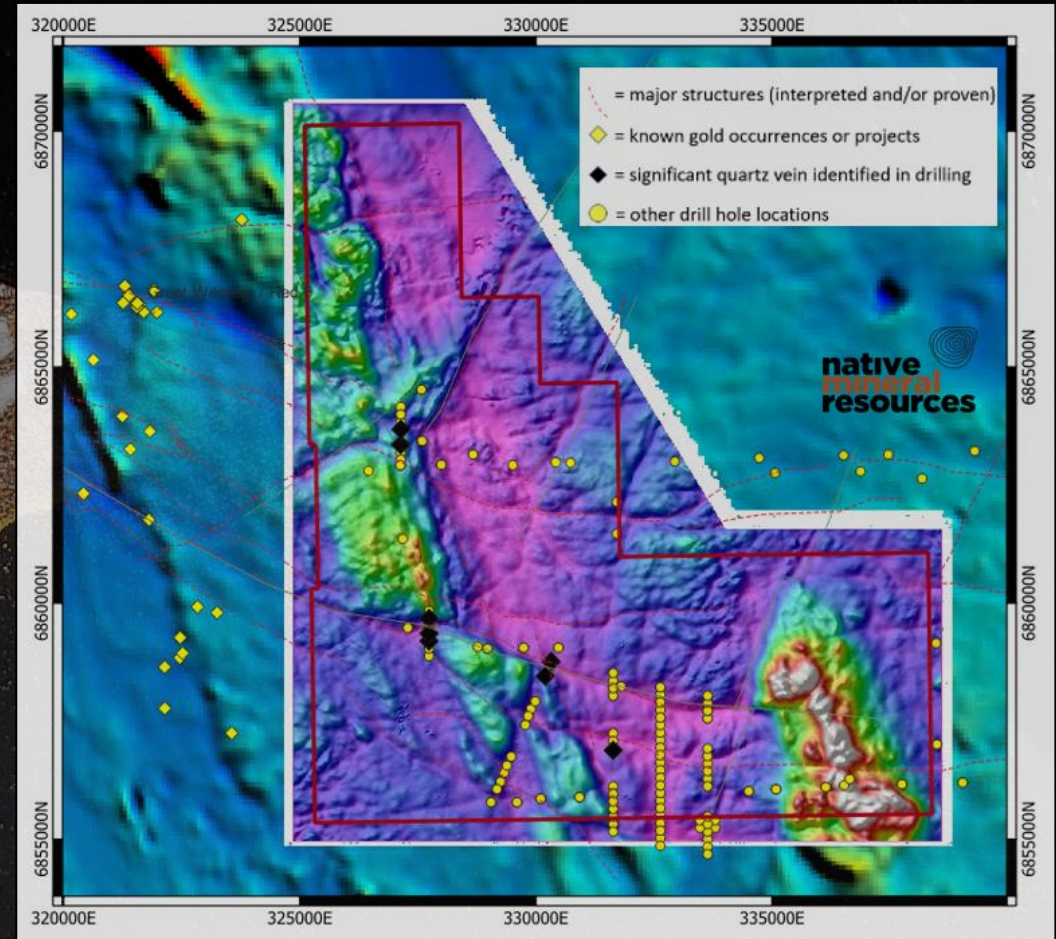 320000E 325000E 330000E 335000E
= major structures (interpreted and/or proven)
= known gold occurrences or projects
= significant quartz vein identified in drilling
= other drill hole locations
6870000N
6870000N
6865000N
6865000N
native
mineral
resources
6860000N
6860000N
6855000N
6855000N
320000E 325000E 330000E 335000E